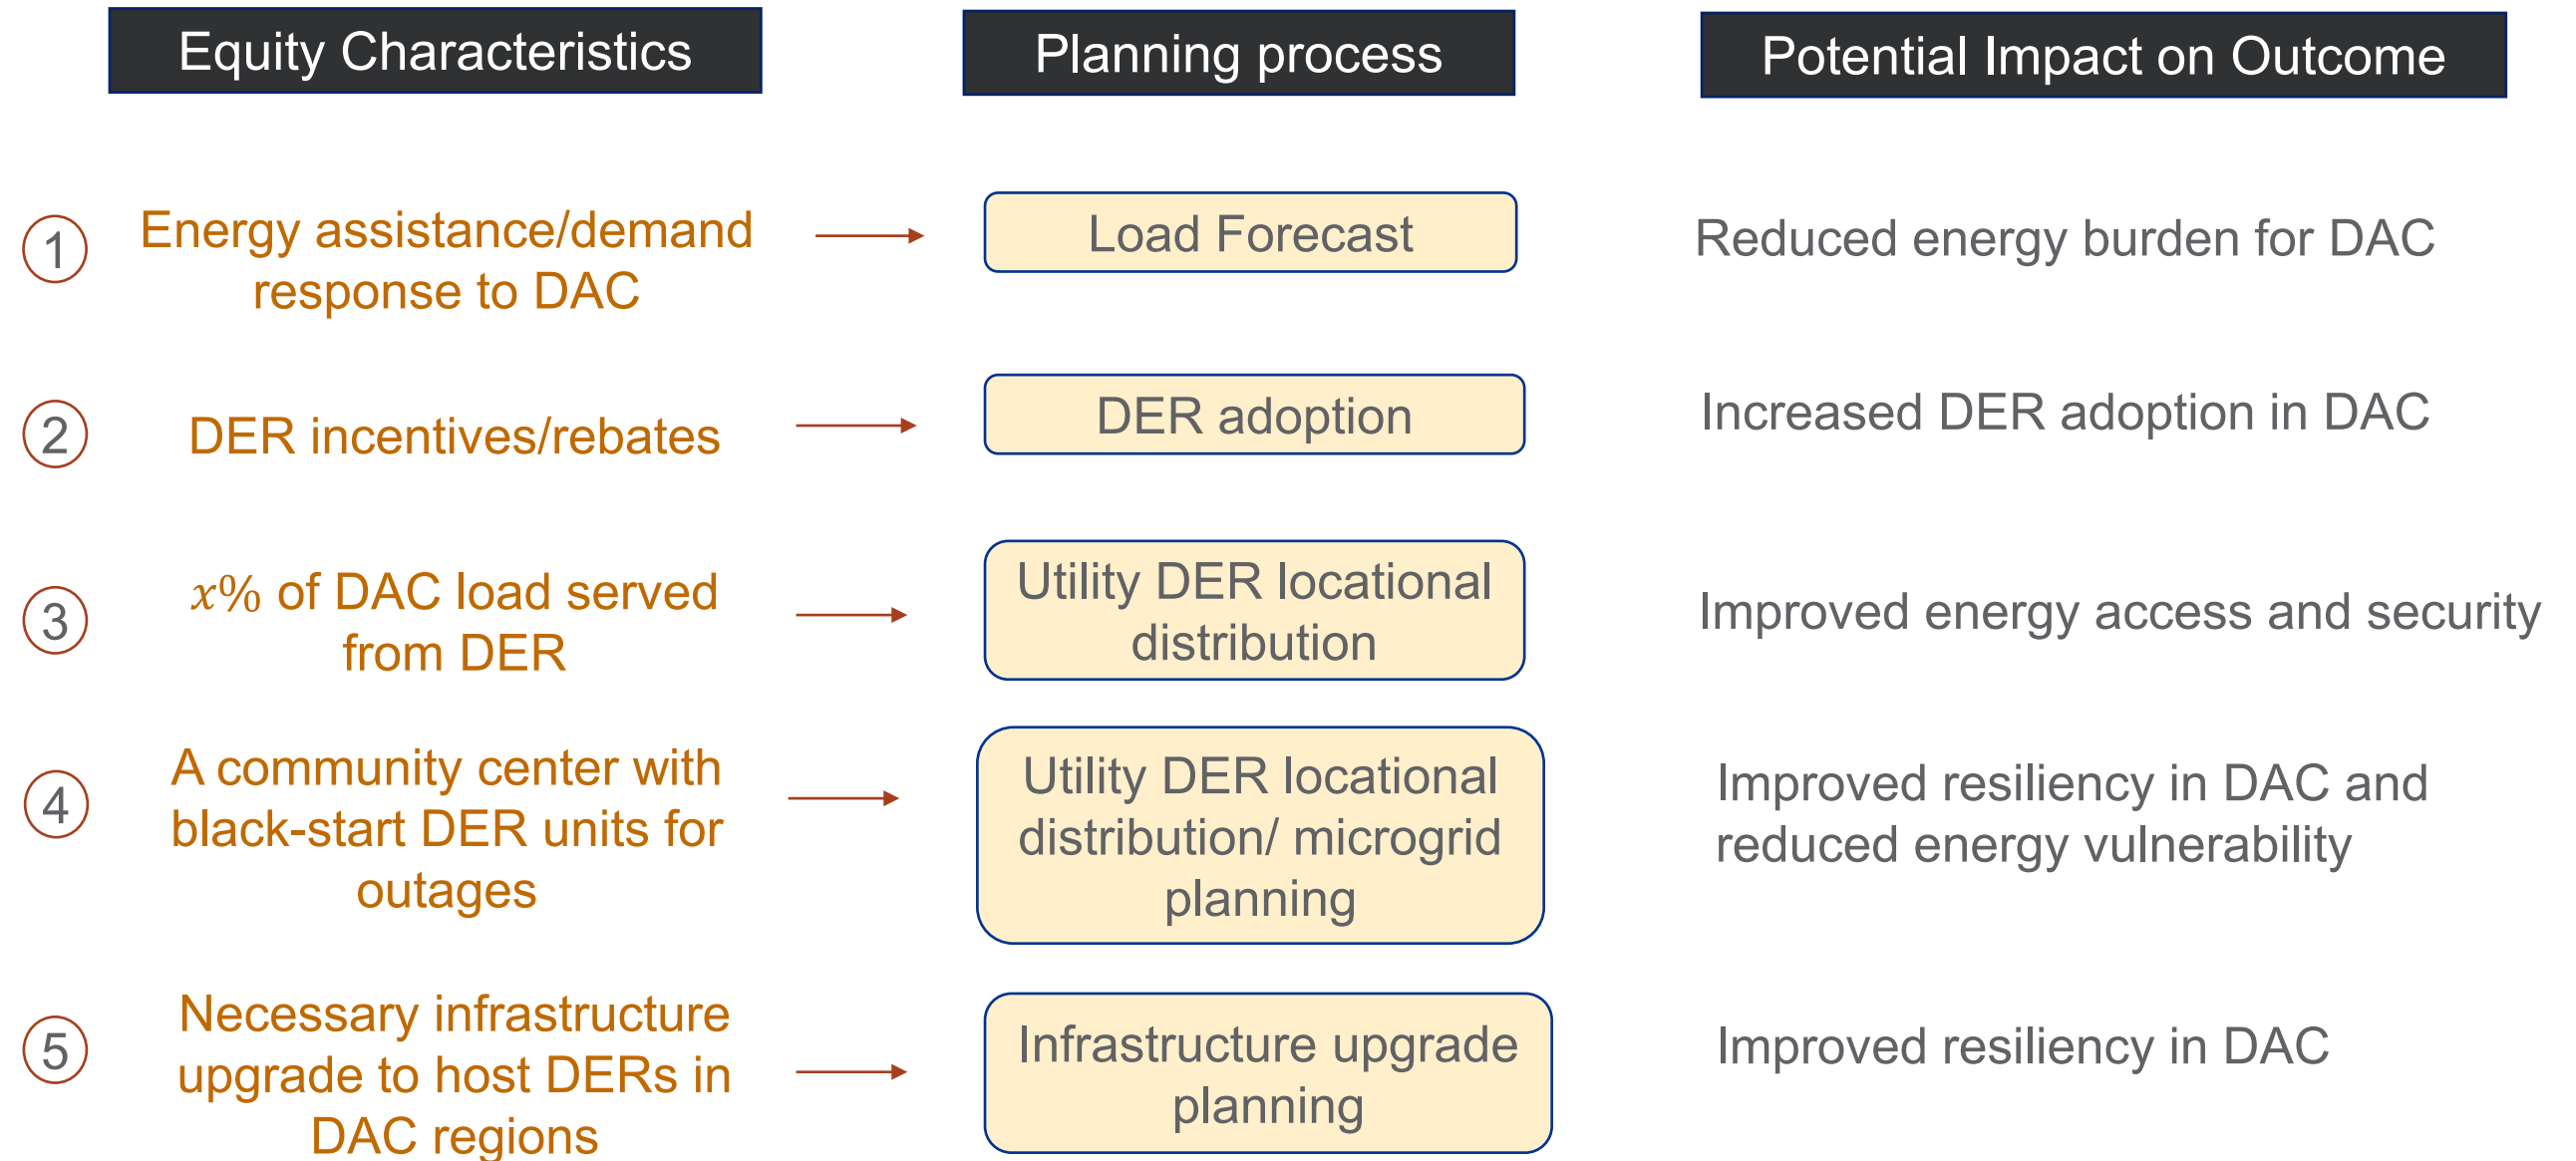 Equity Characteristics
Planning process
Potential Impact on Outcome
1
Energy assistance/demand
response to DAC
Load Forecast
Reduced energy burden for DAC
2
DER incentives/rebates
DER adoption
Increased DER adoption in DAC
3
x% of DAC load served
from DER
Utility DER locational
distribution
Improved energy access and security
4
A community center with
black-start DER units for
outages
Utility DER locational
distribution/ microgrid
planning
Improved resiliency in DAC and
reduced energy vulnerability
5
Necessary infrastructure
upgrade to host DERs in
DAC regions
Infrastructure upgrade
planning
Improved resiliency in DAC